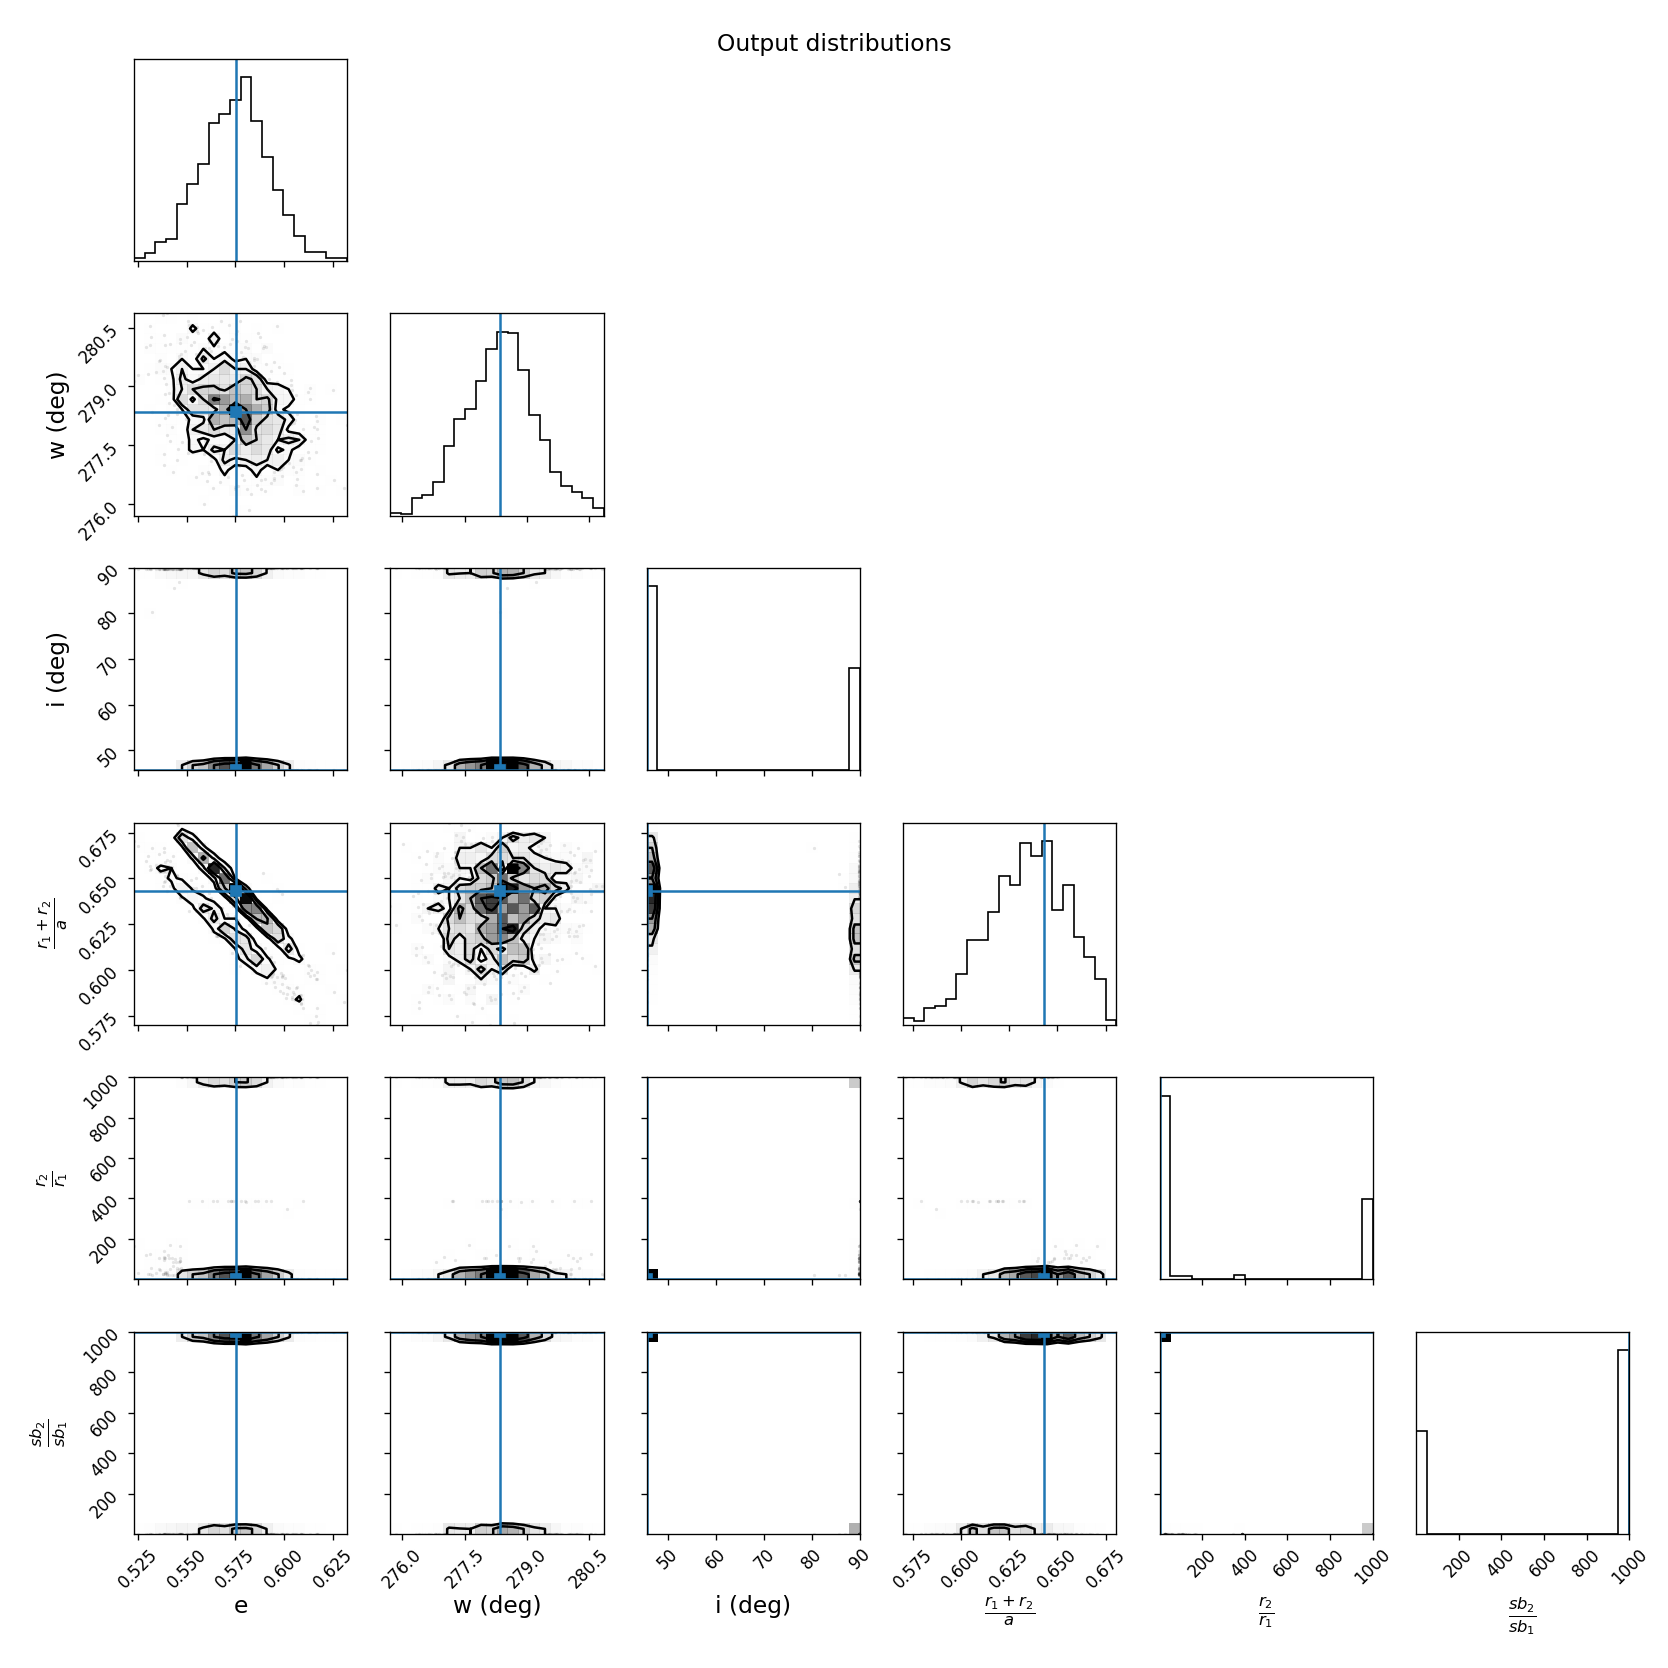 Output distributions
w (deg)
280.5
279.0
277.5
276.0
i (deg)
90
80
70
60
50
r₁ + r₂
a
0.675
0.650
0.625
0.600
0.575
r₂
r₁
1000
800
600
400
200
sb₂
sb₁
1000
800
600
400
200
0.525 0.550 0.575 0.600 0.625
276.0 277.5 279.0 280.5
50 60 70 80 90
0.575 0.600 0.625 0.650 0.675
200 400 600 800 1000
200 400 600 800 1000
e
w (deg)
i (deg)
r₁ + r₂
a
r₂
r₁
sb₂
sb₁